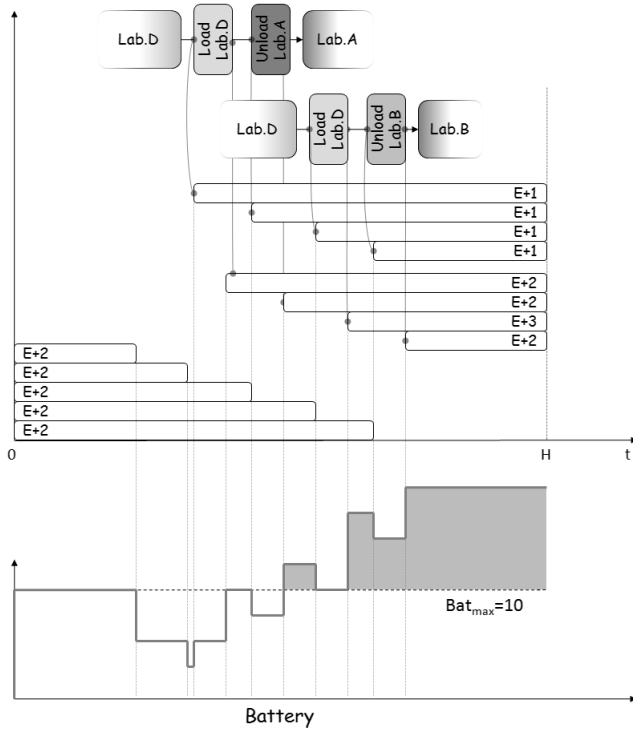 Lab.D
Load
Lab.D
Unload
Lab.A
Lab.A
Lab.D
Load
Lab.D
Unload
Lab.B
Lab.B
E+1
E+1
E+1
E+1
E+2
E+2
E+3
E+2
E+2
E+2
E+2
E+2
E+2
0
H
t
Bat_max=10
Battery